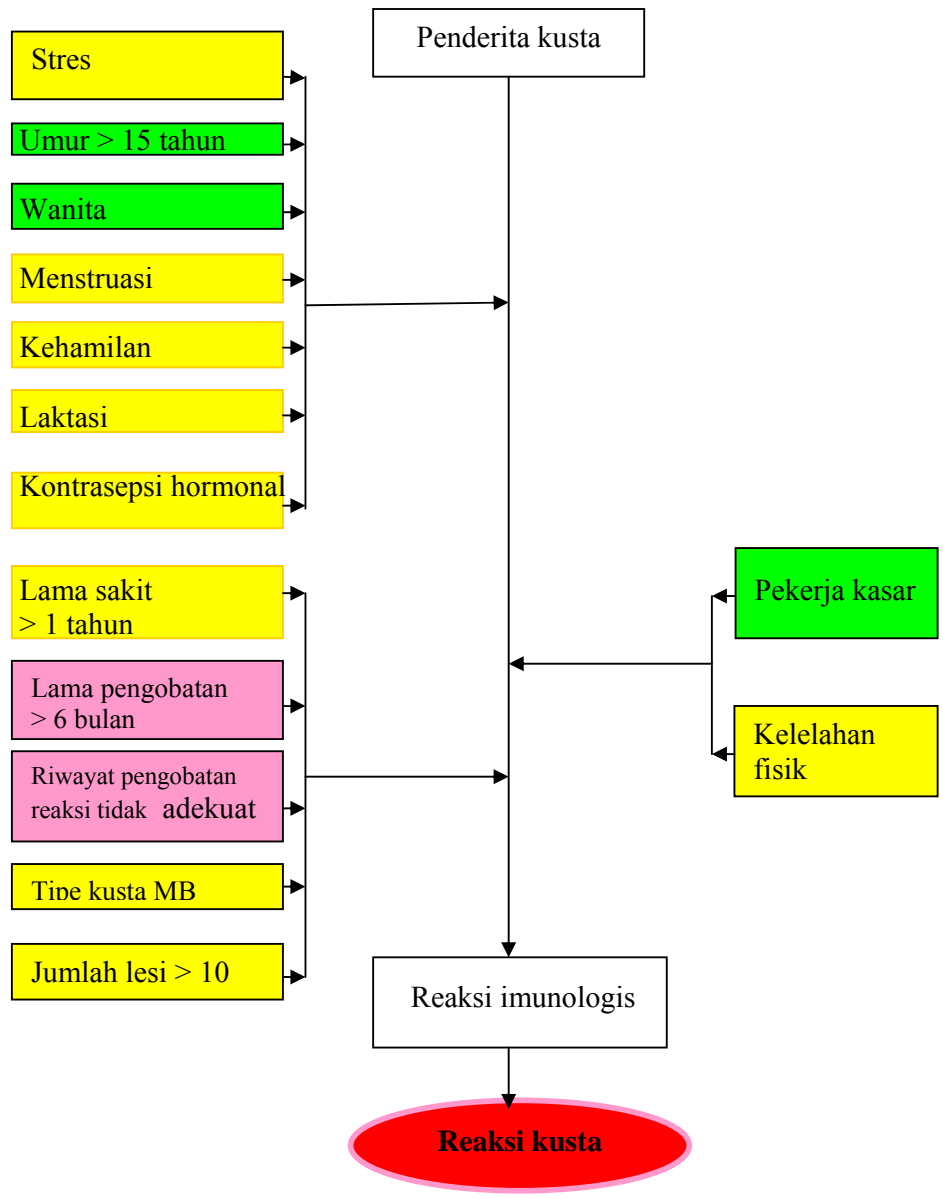 Penderita kusta
Stres
Umur > 15 tahun
Wanita
Menstruasi
Kehamilan
Laktasi
Kontrasepsi hormonal
Lama sakit
> 1 tahun
Lama pengobatan
> 6 bulan
Riwayat pengobatan
reaksi tidak adekuat
Tipe kusta MB
Jumlah lesi > 10
Pekerja kasar
Kelelahan
fisik
Reaksi imunologis
Reaksi kusta